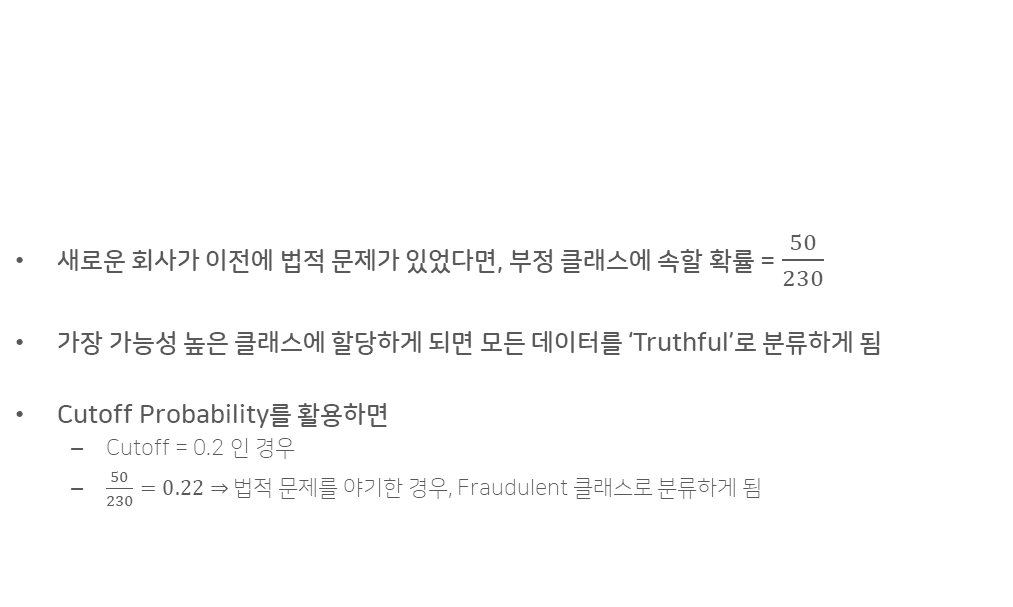 • 새로운 회사가 이전에 법적 문제가 있었다면, 부정 클래스에 속할 확률 = 50/230
• 가장 가능성 높은 클래스에 할당하게 되면 모든 데이터를 ‘Truthful’로 분류하게 됨
• Cutoff Probability를 활용하면
– Cutoff = 0.2 인 경우
– 50/230 = 0.22 ⇒ 법적 문제를 야기한 경우, Fraudulent 클래스로 분류하게 됨